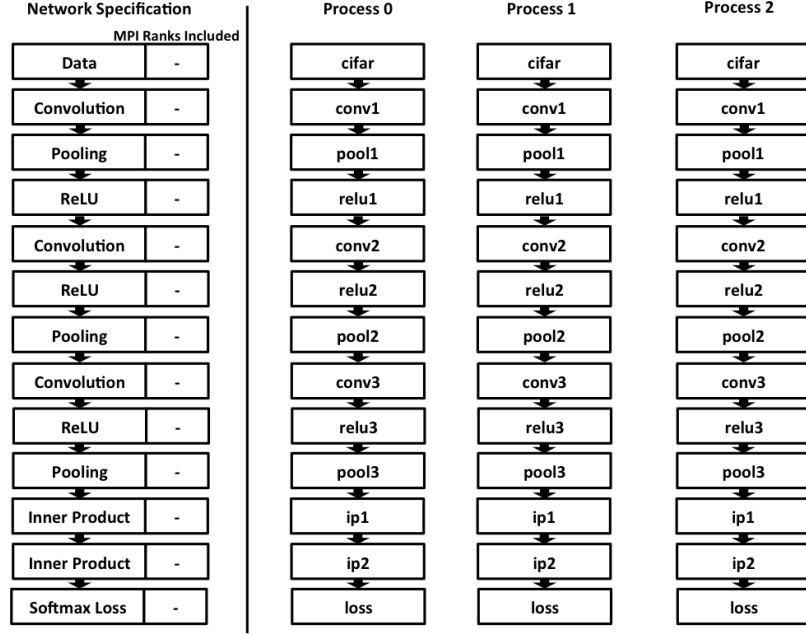 Network Specification Process 0 Process 1 Process 2
MPI Ranks Included
Data - cifar cifar cifar
Convolution - conv1 conv1 conv1
Pooling - pool1 pool1 pool1
ReLU - relu1 relu1 relu1
Convolution - conv2 conv2 conv2
ReLU - relu2 relu2 relu2
Pooling - pool2 pool2 pool2
Convolution - conv3 conv3 conv3
ReLU - relu3 relu3 relu3
Pooling - pool3 pool3 pool3
Inner Product - ip1 ip1 ip1
Inner Product - ip2 ip2 ip2
Softmax Loss - loss loss loss